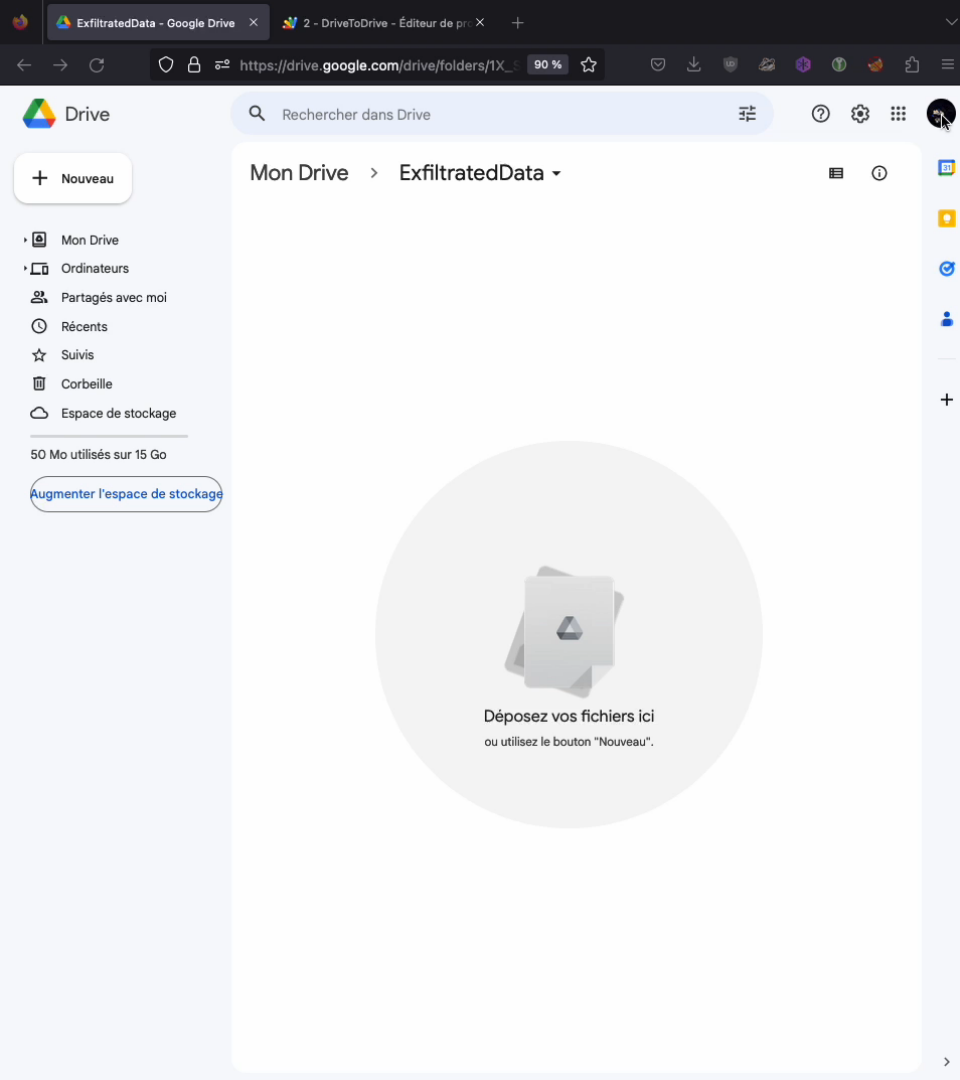 ExfiltratedData - Google Drive
2 - DriveToDrive - Éditeur de pro
https://drive.google.com/drive/folders/1X_S
90 %
Drive
Rechercher dans Drive
Nouveau
Mon Drive > ExfiltratedData
31
Mon Drive
Ordinateurs
Partagés avec moi
Récents
Suivis
Corbeille
Espace de stockage
50 Mo utilisés sur 15 Go
Augmenter l'espace de stockage
Déposez vos fichiers ici
ou utilisez le bouton "Nouveau".